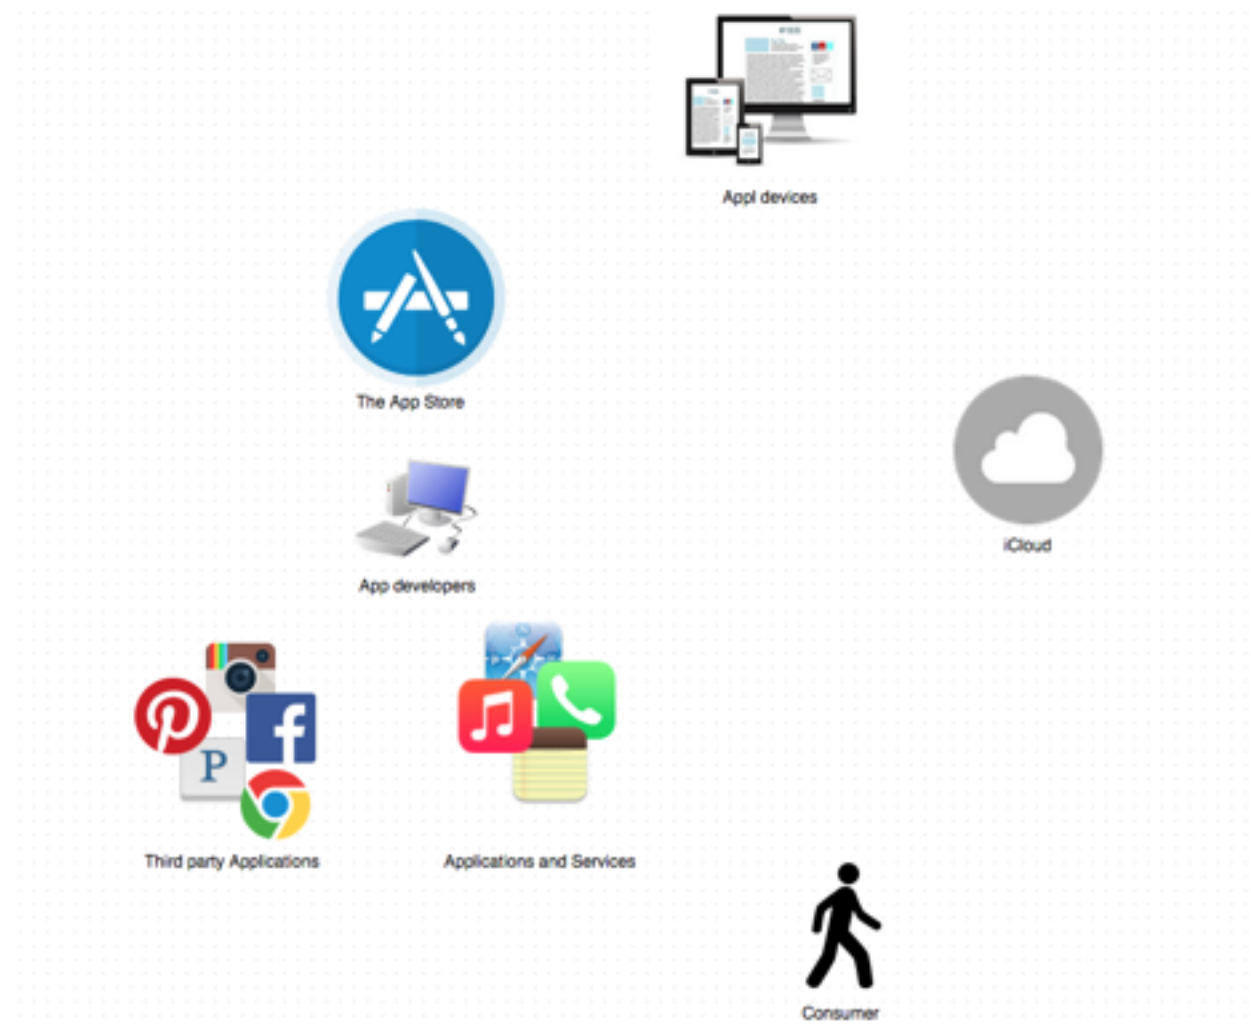 Appl devices
The App Store
iCloud
App developers
P
Third party Applications
Applications and Services
Consumer